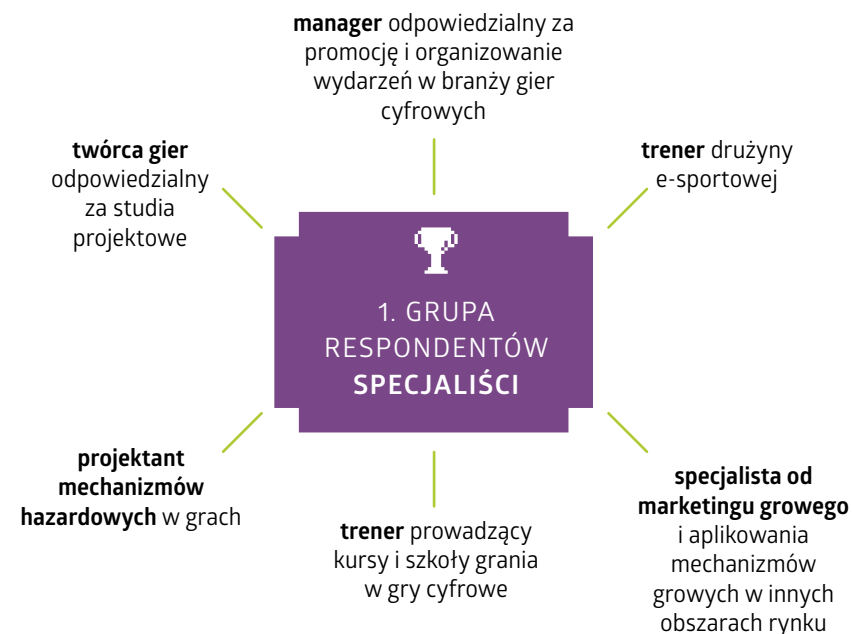 manager odpowiedzialny za
promocję i organizowanie
wydarzeń w branży gier
cyfrowych
twórca gier
odpowiedzialny
za studia
projektowe
trener drużyny
e-sportowej
1. GRUPA
RESPONDENTÓW
SPECJALIŚCI
projektant
mechanizmów
hazardowych w grach
trener prowadzący
kursy i szkoły grania
w gry cyfrowe
specjalista od
marketingu growego
i aplikowania
mechanizmów
growych w innych
obszarach rynku